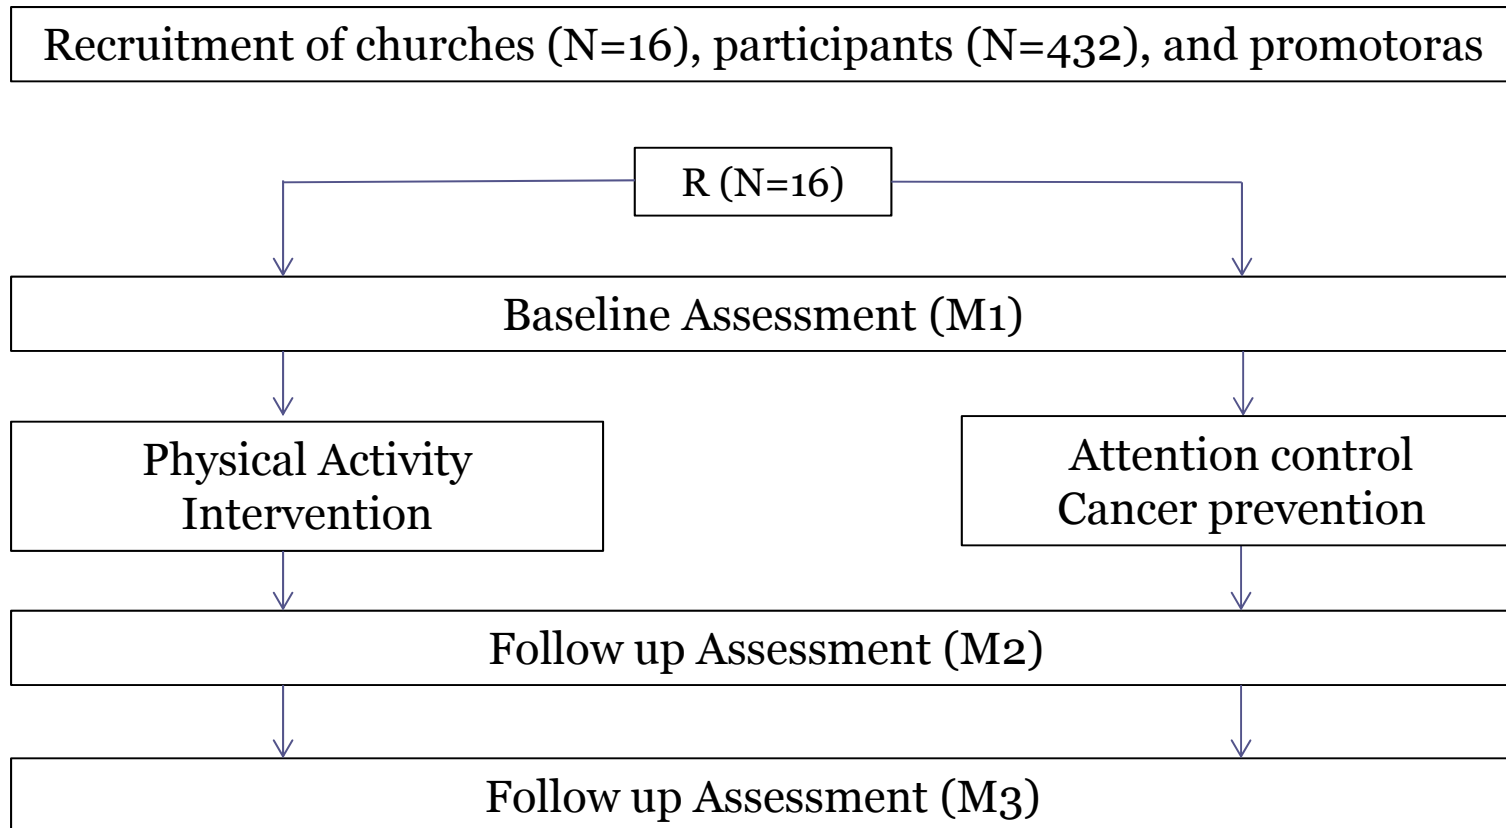 Recruitment of churches (N=16), participants (N=432), and promotoras
R (N=16)
Baseline Assessment (M1)
Physical Activity
Intervention
Attention control
Cancer prevention
Follow up Assessment (M2)
Follow up Assessment (M3)